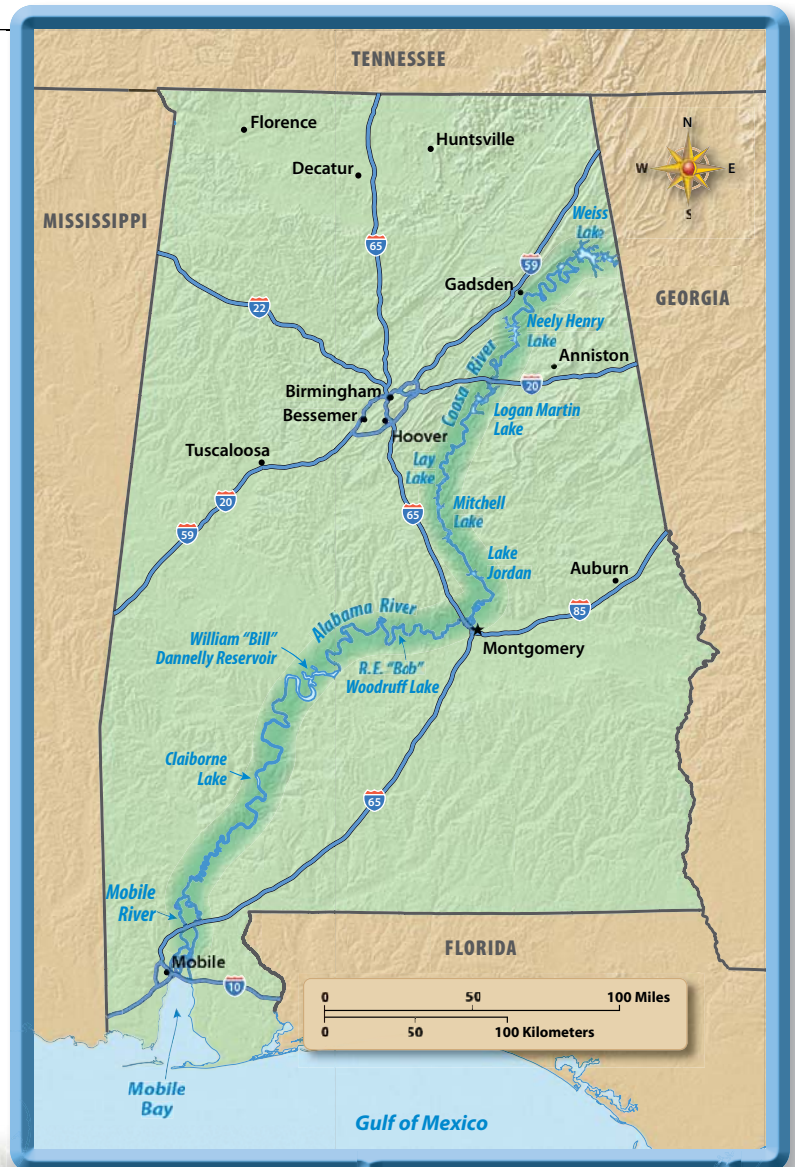 TENNESSEE
Florence
Huntsville
Decatur
N
W
E
S
MISSISSIPPI
Weiss
Lake
65
59
Gadsden
GEORGIA
22
Neely Henry
Lake
Anniston
Coosa River
20
Birmingham
Bessemer
Logan Martin
Lake
Hoover
Tuscaloosa
Lay
Lake
20
Mitchell
Lake
65
59
Lake
Jordan
Auburn
85
Alabama River
William "Bill"
Dannelly Reservoir
Montgomery
R.E. "Bob"
Woodruff Lake
Claiborne
Lake
65
Mobile
River
FLORIDA
Mobile
10
0 50 100 Miles
0 50 100 Kilometers
Mobile
Bay
Gulf of Mexico